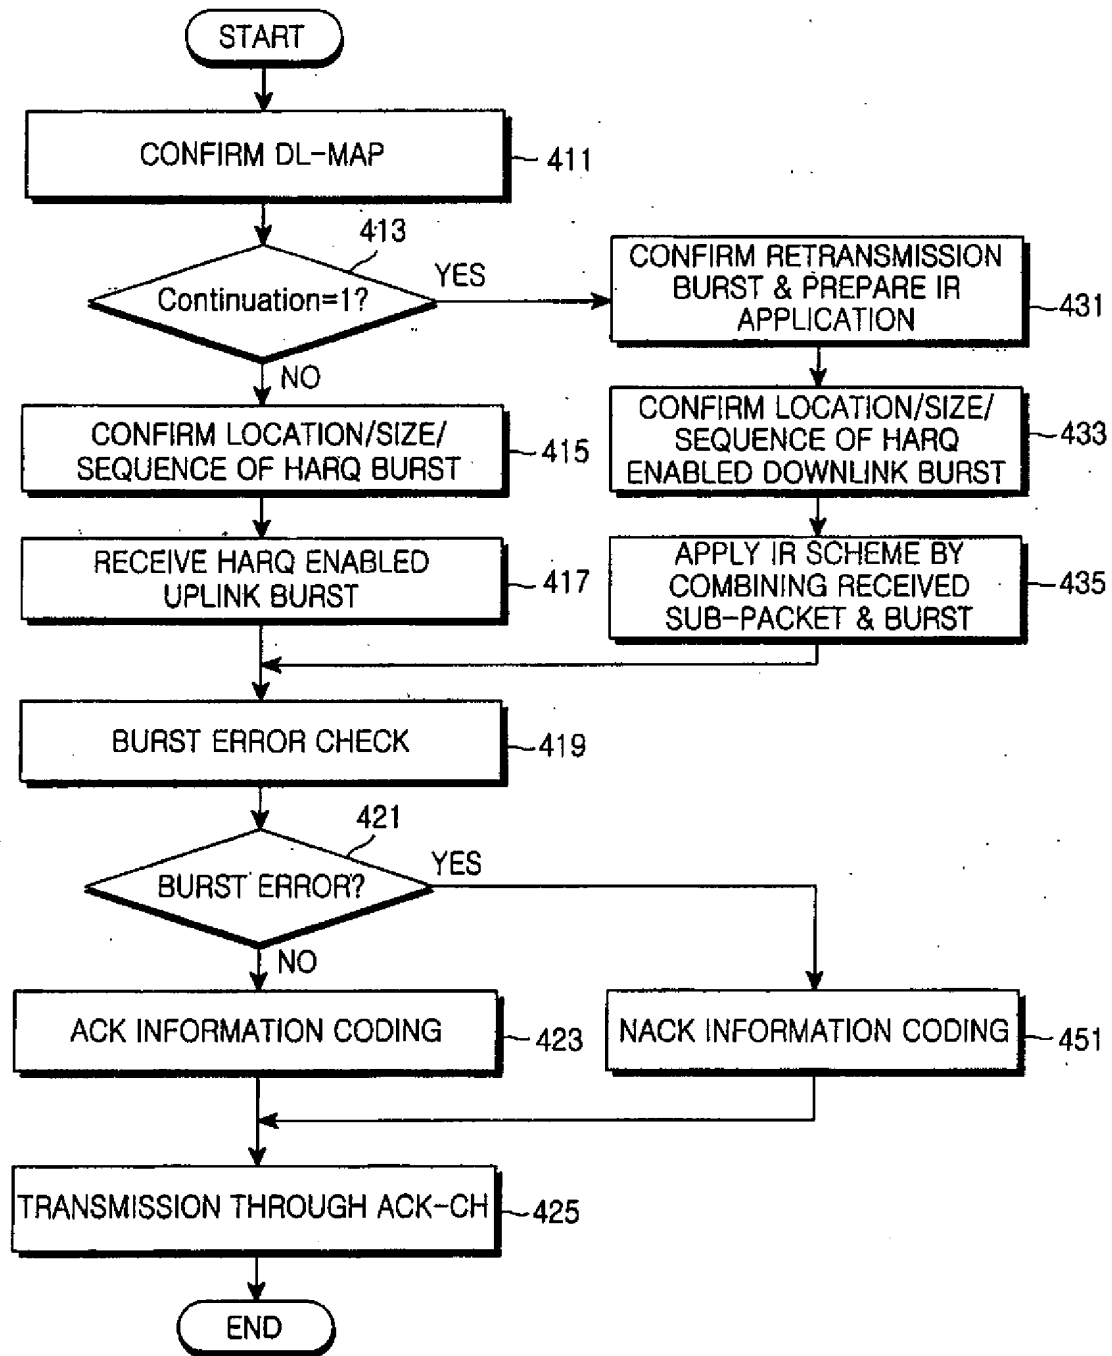 START
CONFIRM DL-MAP
411
413
Continuation=1?
YES
NO
CONFIRM RETRANSMISSION
BURST & PREPARE IR
APPLICATION
431
CONFIRM LOCATION/SIZE/
SEQUENCE OF HARQ BURST
415
CONFIRM LOCATION/SIZE/
SEQUENCE OF HARQ
ENABLED DOWNLINK BURST
433
RECEIVE HARQ ENABLED
UPLINK BURST
417
APPLY IR SCHEME BY
COMBINING RECEIVED
SUB-PACKET & BURST
435
BURST ERROR CHECK
419
421
BURST ERROR?
YES
NO
ACK INFORMATION CODING
423
NACK INFORMATION CODING
451
TRANSMISSION THROUGH ACK-CH
425
END